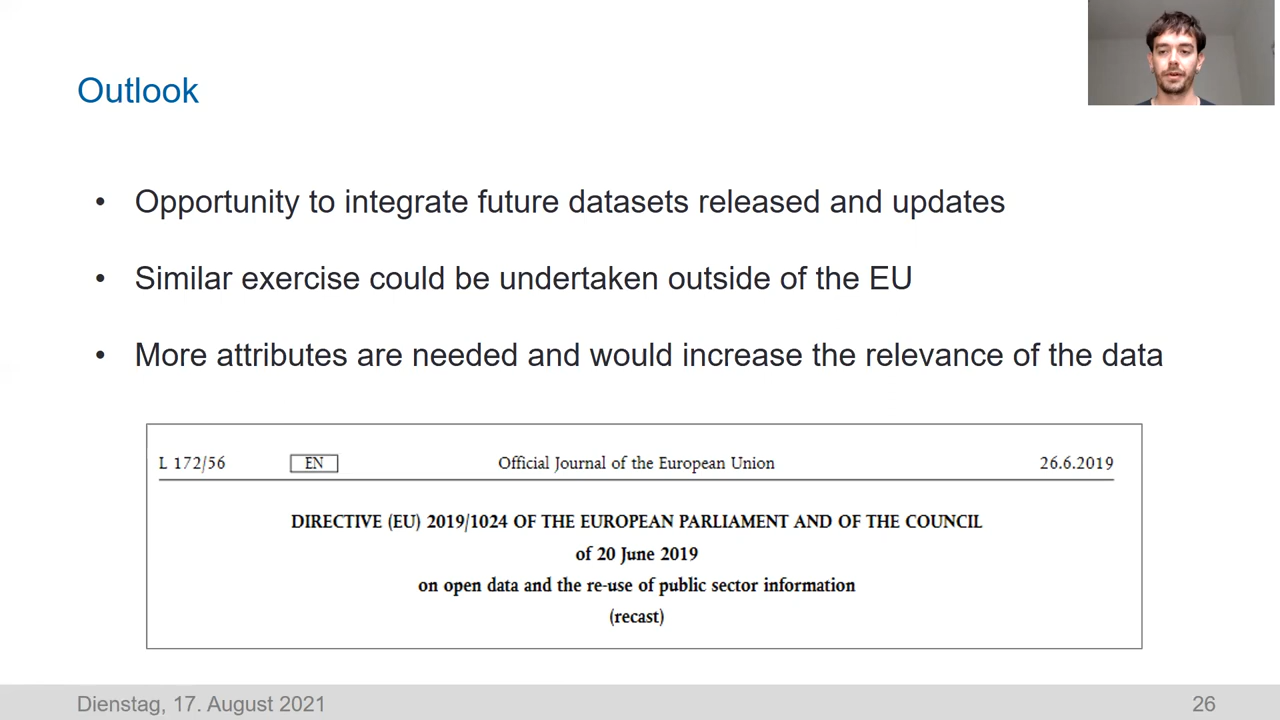 Outlook
• Opportunity to integrate future datasets released and updates
• Similar exercise could be undertaken outside of the EU
• More attributes are needed and would increase the relevance of the data
L 172/56 EN Official Journal of the European Union 26.6.2019
DIRECTIVE (EU) 2019/1024 OF THE EUROPEAN PARLIAMENT AND OF THE COUNCIL
of 20 June 2019
on open data and the re-use of public sector information
(recast)
Dienstag, 17. August 2021 26